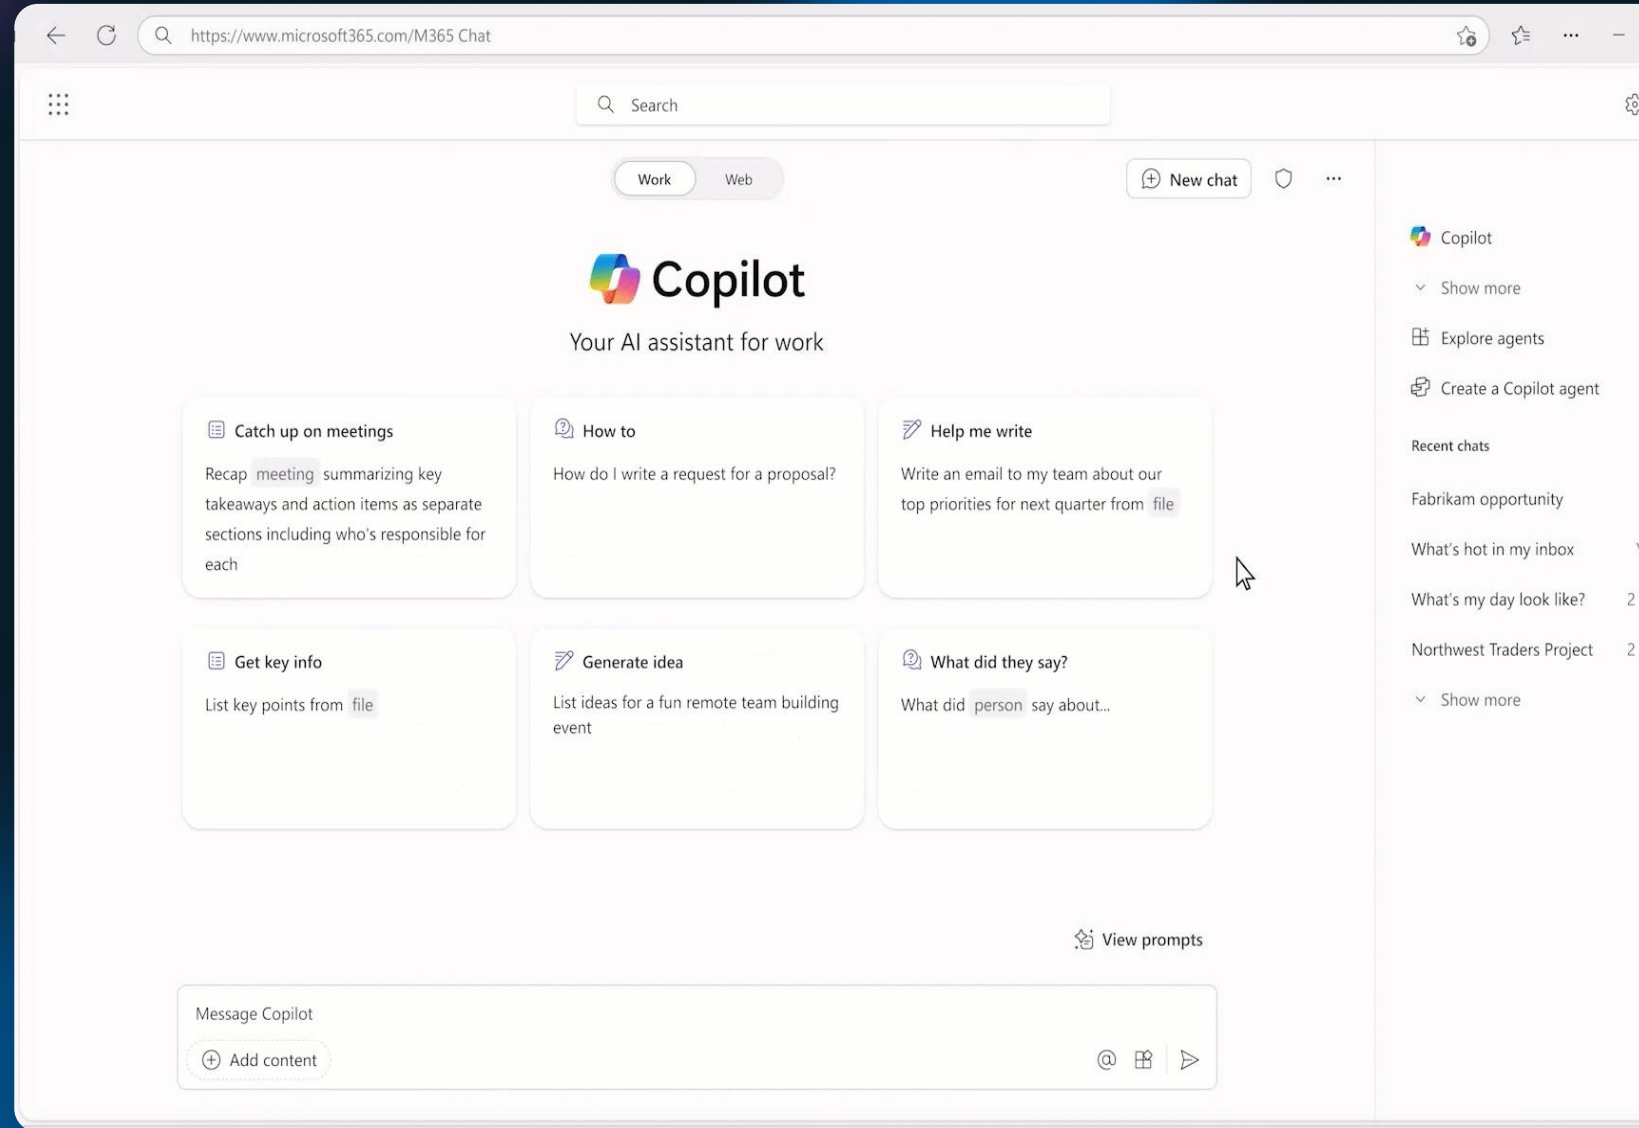 https://www.microsoft365.com/M365 Chat
Search
Work
Web
New chat
Copilot
Your AI assistant for work
Catch up on meetings
Recap meeting summarizing key
takeaways and action items as separate
sections including who's responsible for
each
How to
How do I write a request for a proposal?
Help me write
Write an email to my team about our
top priorities for next quarter from file
Get key info
List key points from file
Generate idea
List ideas for a fun remote team building
event
What did they say?
What did person say about...
View prompts
Message Copilot
Add content
Copilot
Show more
Explore agents
Create a Copilot agent
Recent chats
Fabrikam opportunity
What's hot in my inbox
What's my day look like? 2
Northwest Traders Project 2
Show more